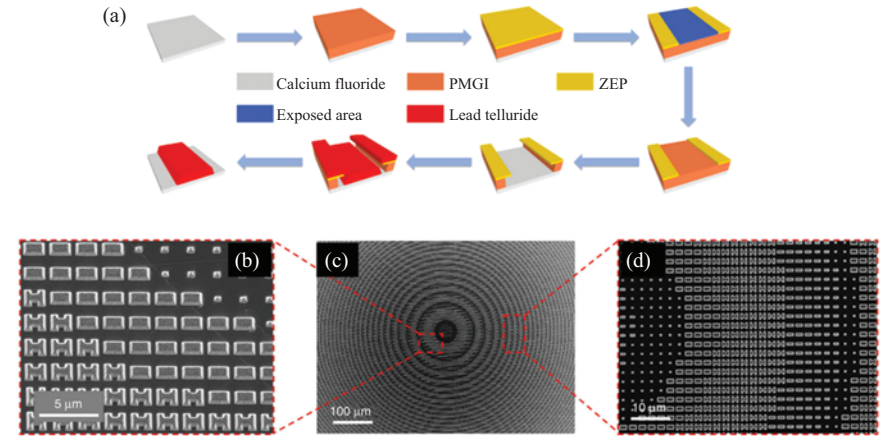 (a)
Calcium fluoride PMGI ZEP
Exposed area Lead telluride
(b) (c) (d)
5 μm 100 μm 10 μm